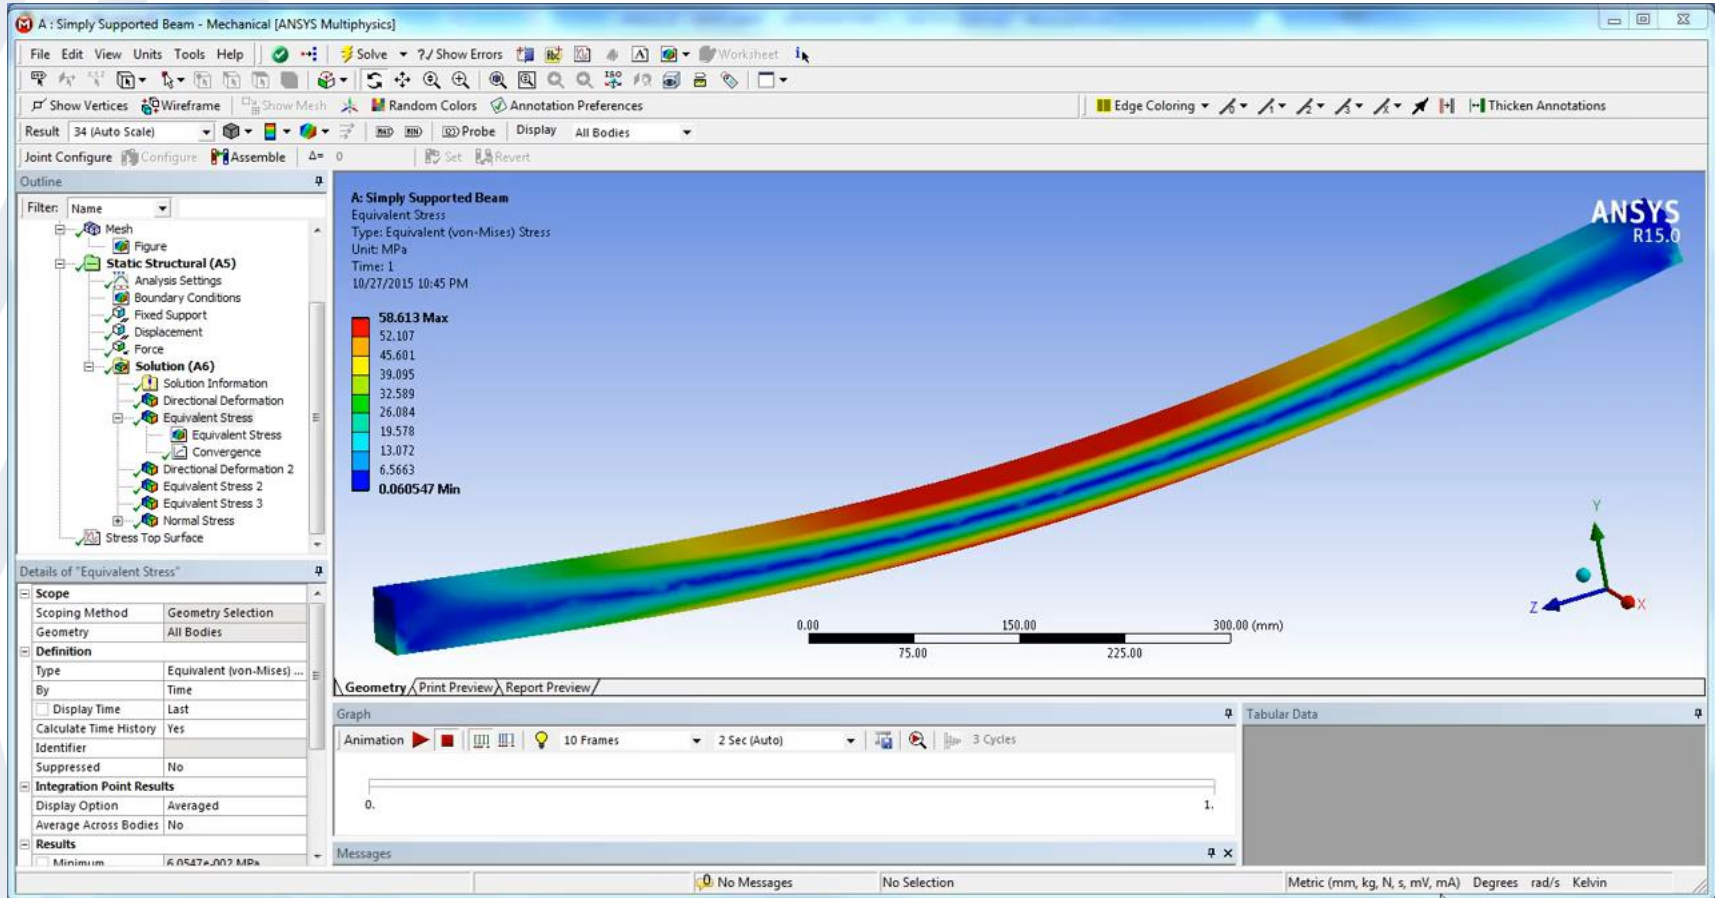 A : Simply Supported Beam - Mechanical [ANSYS Multiphysics]
File Edit View Units Tools Help Solve ?/ Show Errors Worksheet
Show Vertices Wireframe Show Mesh Random Colors Annotation Preferences Edge Coloring Thicken Annotations
Result 34 (Auto Scale) MAX MIN Probe Display All Bodies
Joint Configure Configure Assemble Δ= 0 Set Revert
Outline
Filter: Name
Mesh
Figure
Static Structural (A5)
Analysis Settings
Boundary Conditions
Fixed Support
Displacement
Force
Solution (A6)
Solution Information
Directional Deformation
Equivalent Stress
Equivalent Stress
Convergence
Directional Deformation 2
Equivalent Stress 2
Equivalent Stress 3
Normal Stress
Stress Top Surface
Details of "Equivalent Stress"
Scope
Scoping Method Geometry Selection
Geometry All Bodies
Definition
Type Equivalent (von-Mises) ...
By Time
Display Time Last
Calculate Time History Yes
Identifier
Suppressed No
Integration Point Results
Display Option Averaged
Average Across Bodies No
Results
Minimum 6.0547e-002 MPa
A: Simply Supported Beam
Equivalent Stress
Type: Equivalent (von-Mises) Stress
Unit: MPa
Time: 1
10/27/2015 10:45 PM
58.613 Max
52.107
45.601
39.095
32.589
26.084
19.578
13.072
6.5663
0.060547 Min
ANSYS
R15.0
Y
Z
X
0.00 150.00 300.00 (mm)
75.00 225.00
Geometry Print Preview Report Preview
Graph
Animation 10 Frames 2 Sec (Auto) 3 Cycles
0. 1.
Messages
Tabular Data
0 No Messages No Selection Metric (mm, kg, N, s, mV, mA) Degrees rad/s Kelvin